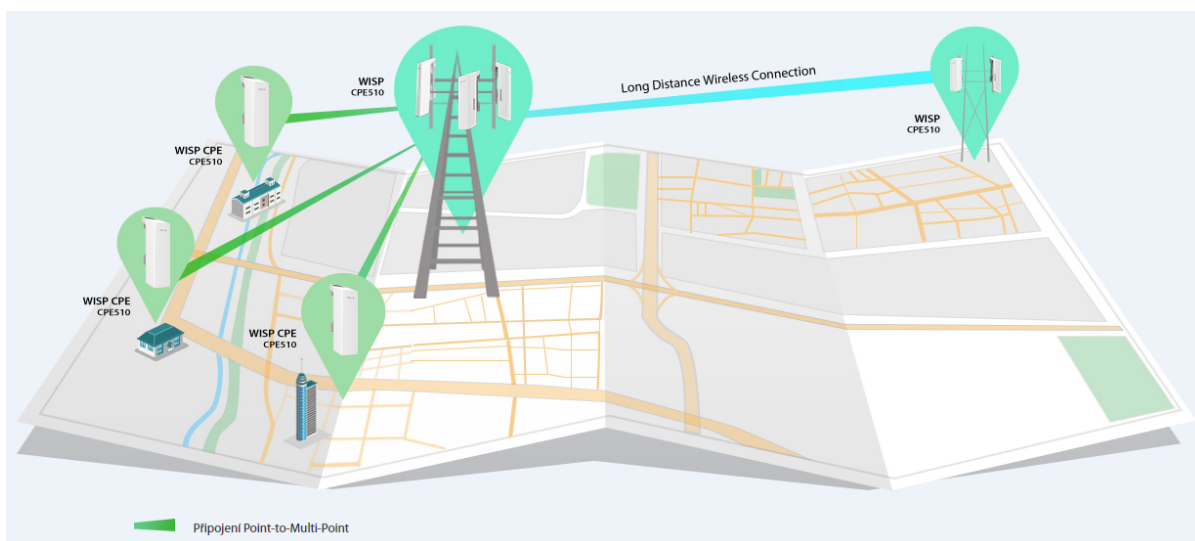 WISP
CPE510
Long Distance Wireless Connection
WISP
CPE510
WISP CPE
CPE510
WISP CPE
CPE510
WISP CPE
CPE510
Připojení Point-to-Multi-Point